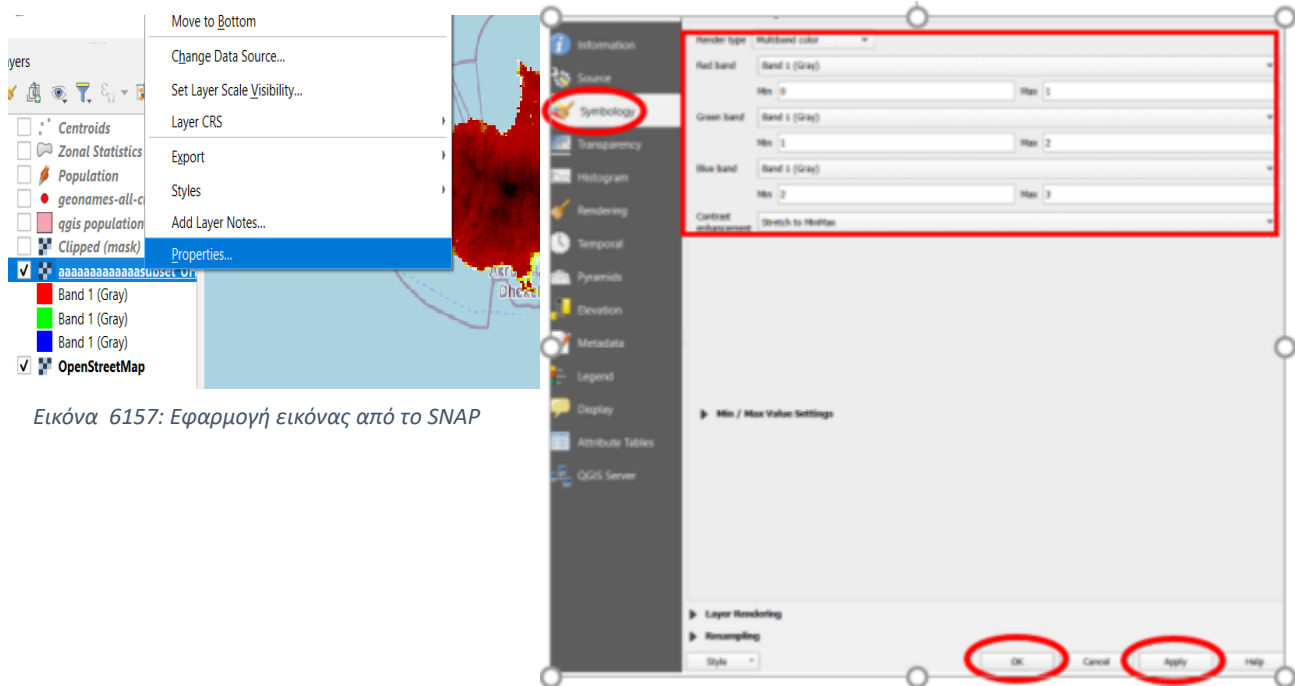 Move to Bottom
Change Data Source...
Set Layer Scale Visibility...
Layer CRS
Export
Styles
Add Layer Notes...
Properties...
yers
Centroids
Zonal Statistics
Population
geonames-all-c
qgis population
Clipped (mask)
Band 1 (Gray)
Band 1 (Gray)
Band 1 (Gray)
OpenStreetMap
Εικόνα 6157: Εφαρμογή εικόνας από το SNAP
Information
Source
Symbology
Transparency
Histogram
Rendering
Temporal
Pyramids
Elevation
Metadata
Legend
Display
Attribute Tables
QGIS Server
Render type Multiband color
Red band Band 1 (Gray)
Min 0 Max 1
Green band Band 1 (Gray)
Min 1 Max 2
Blue band Band 1 (Gray)
Min 2 Max 3
Contrast enhancement Stretch to MinMax
Min / Max Value Settings
Layer Rendering
Resampling
Style OK Cancel Apply Help